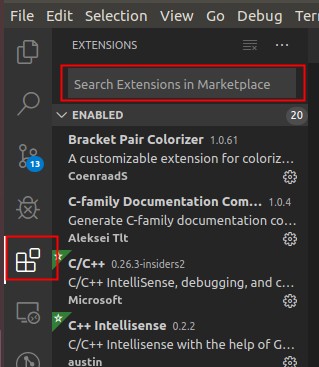 File Edit Selection View Go Debug Ter
EXTENSIONS
Search Extensions in Marketplace
ENABLED 20
Bracket Pair Colorizer 1.0.61
A customizable extension for coloriz...
CoenraadS
13
C-family Documentation Com... 1.0.4
Generate C-family documentation co...
Aleksei Tlt
C/C++ 0.26.3-insiders2
C/C++ IntelliSense, debugging, and c...
Microsoft
C++ Intellisense 0.2.2
C/C++ Intellisense with the help of G...
austin